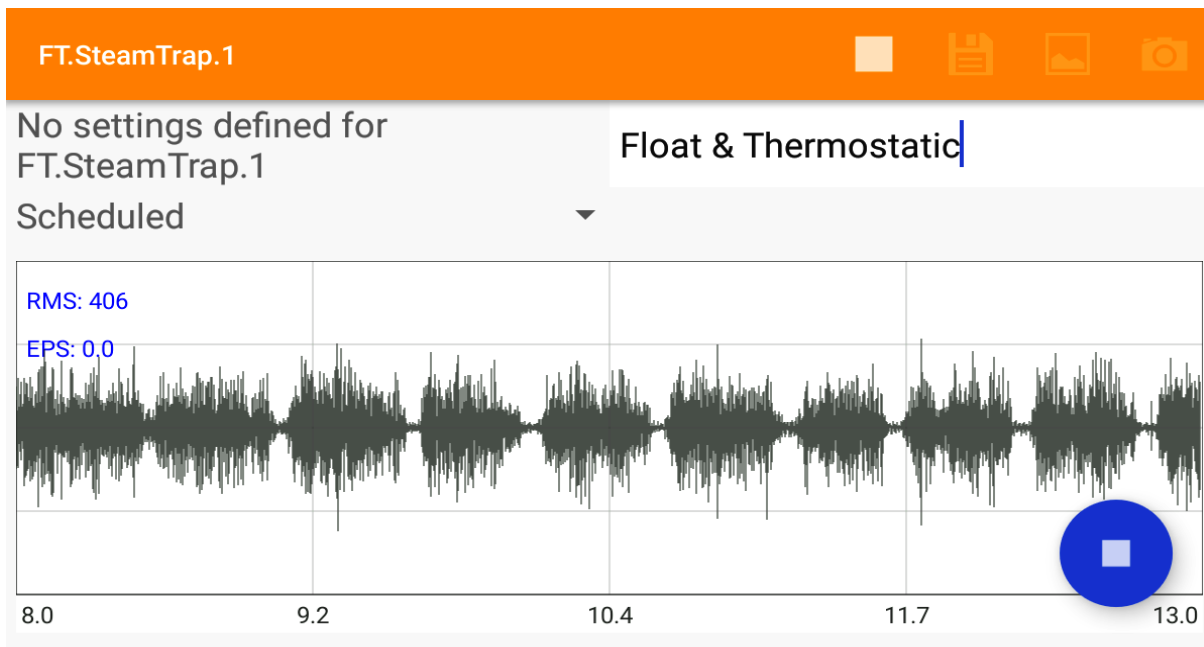 FT.SteamTrap.1
No settings defined for
FT.SteamTrap.1
Float & Thermostatic
Scheduled
RMS: 406
EPS: 0.0
8.0 9.2 10.4 11.7 13.0